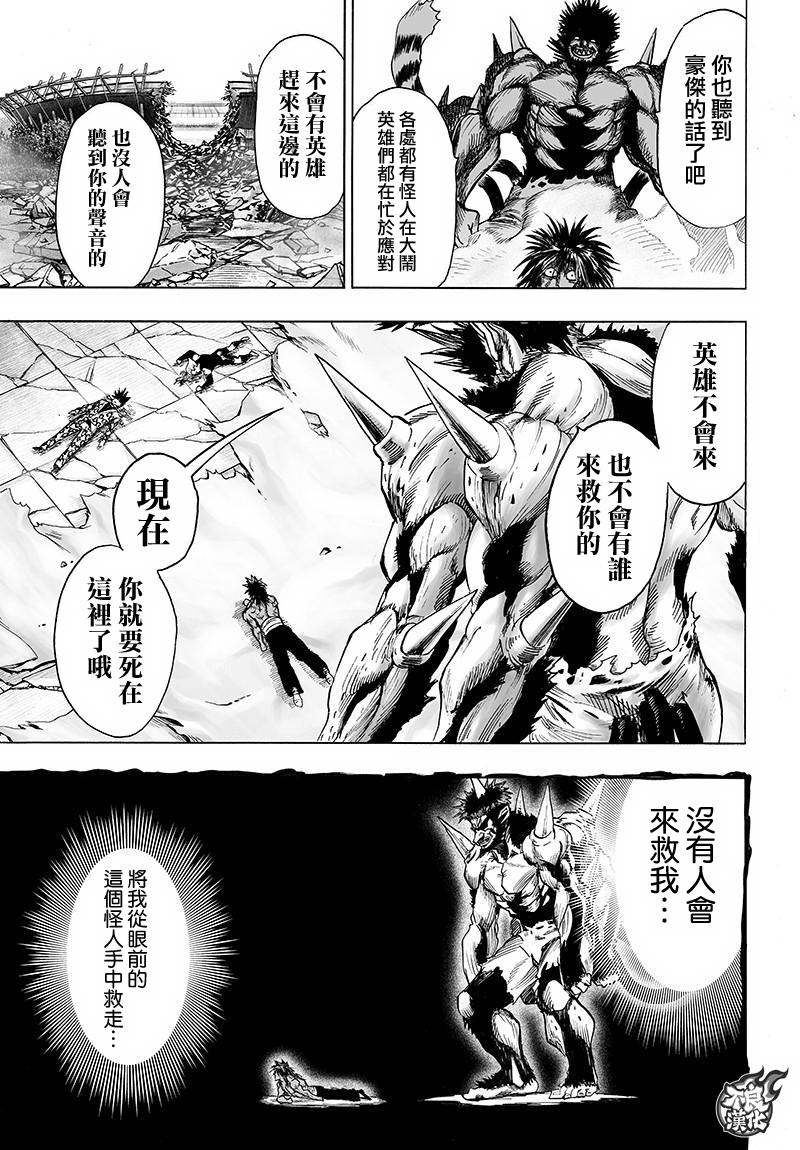 你也聽到
豪傑的話了吧
各處都有怪人在大鬧
英雄們都在忙於應對
不會有英雄
趕來這邊的
也沒人會
聽到你的聲音的
英雄不會來
也不會有誰
來救你的
現在
你就要死在
這裡了哦
沒有人會
來救我…
將我從眼前的
這個怪人手中救走…
漢化